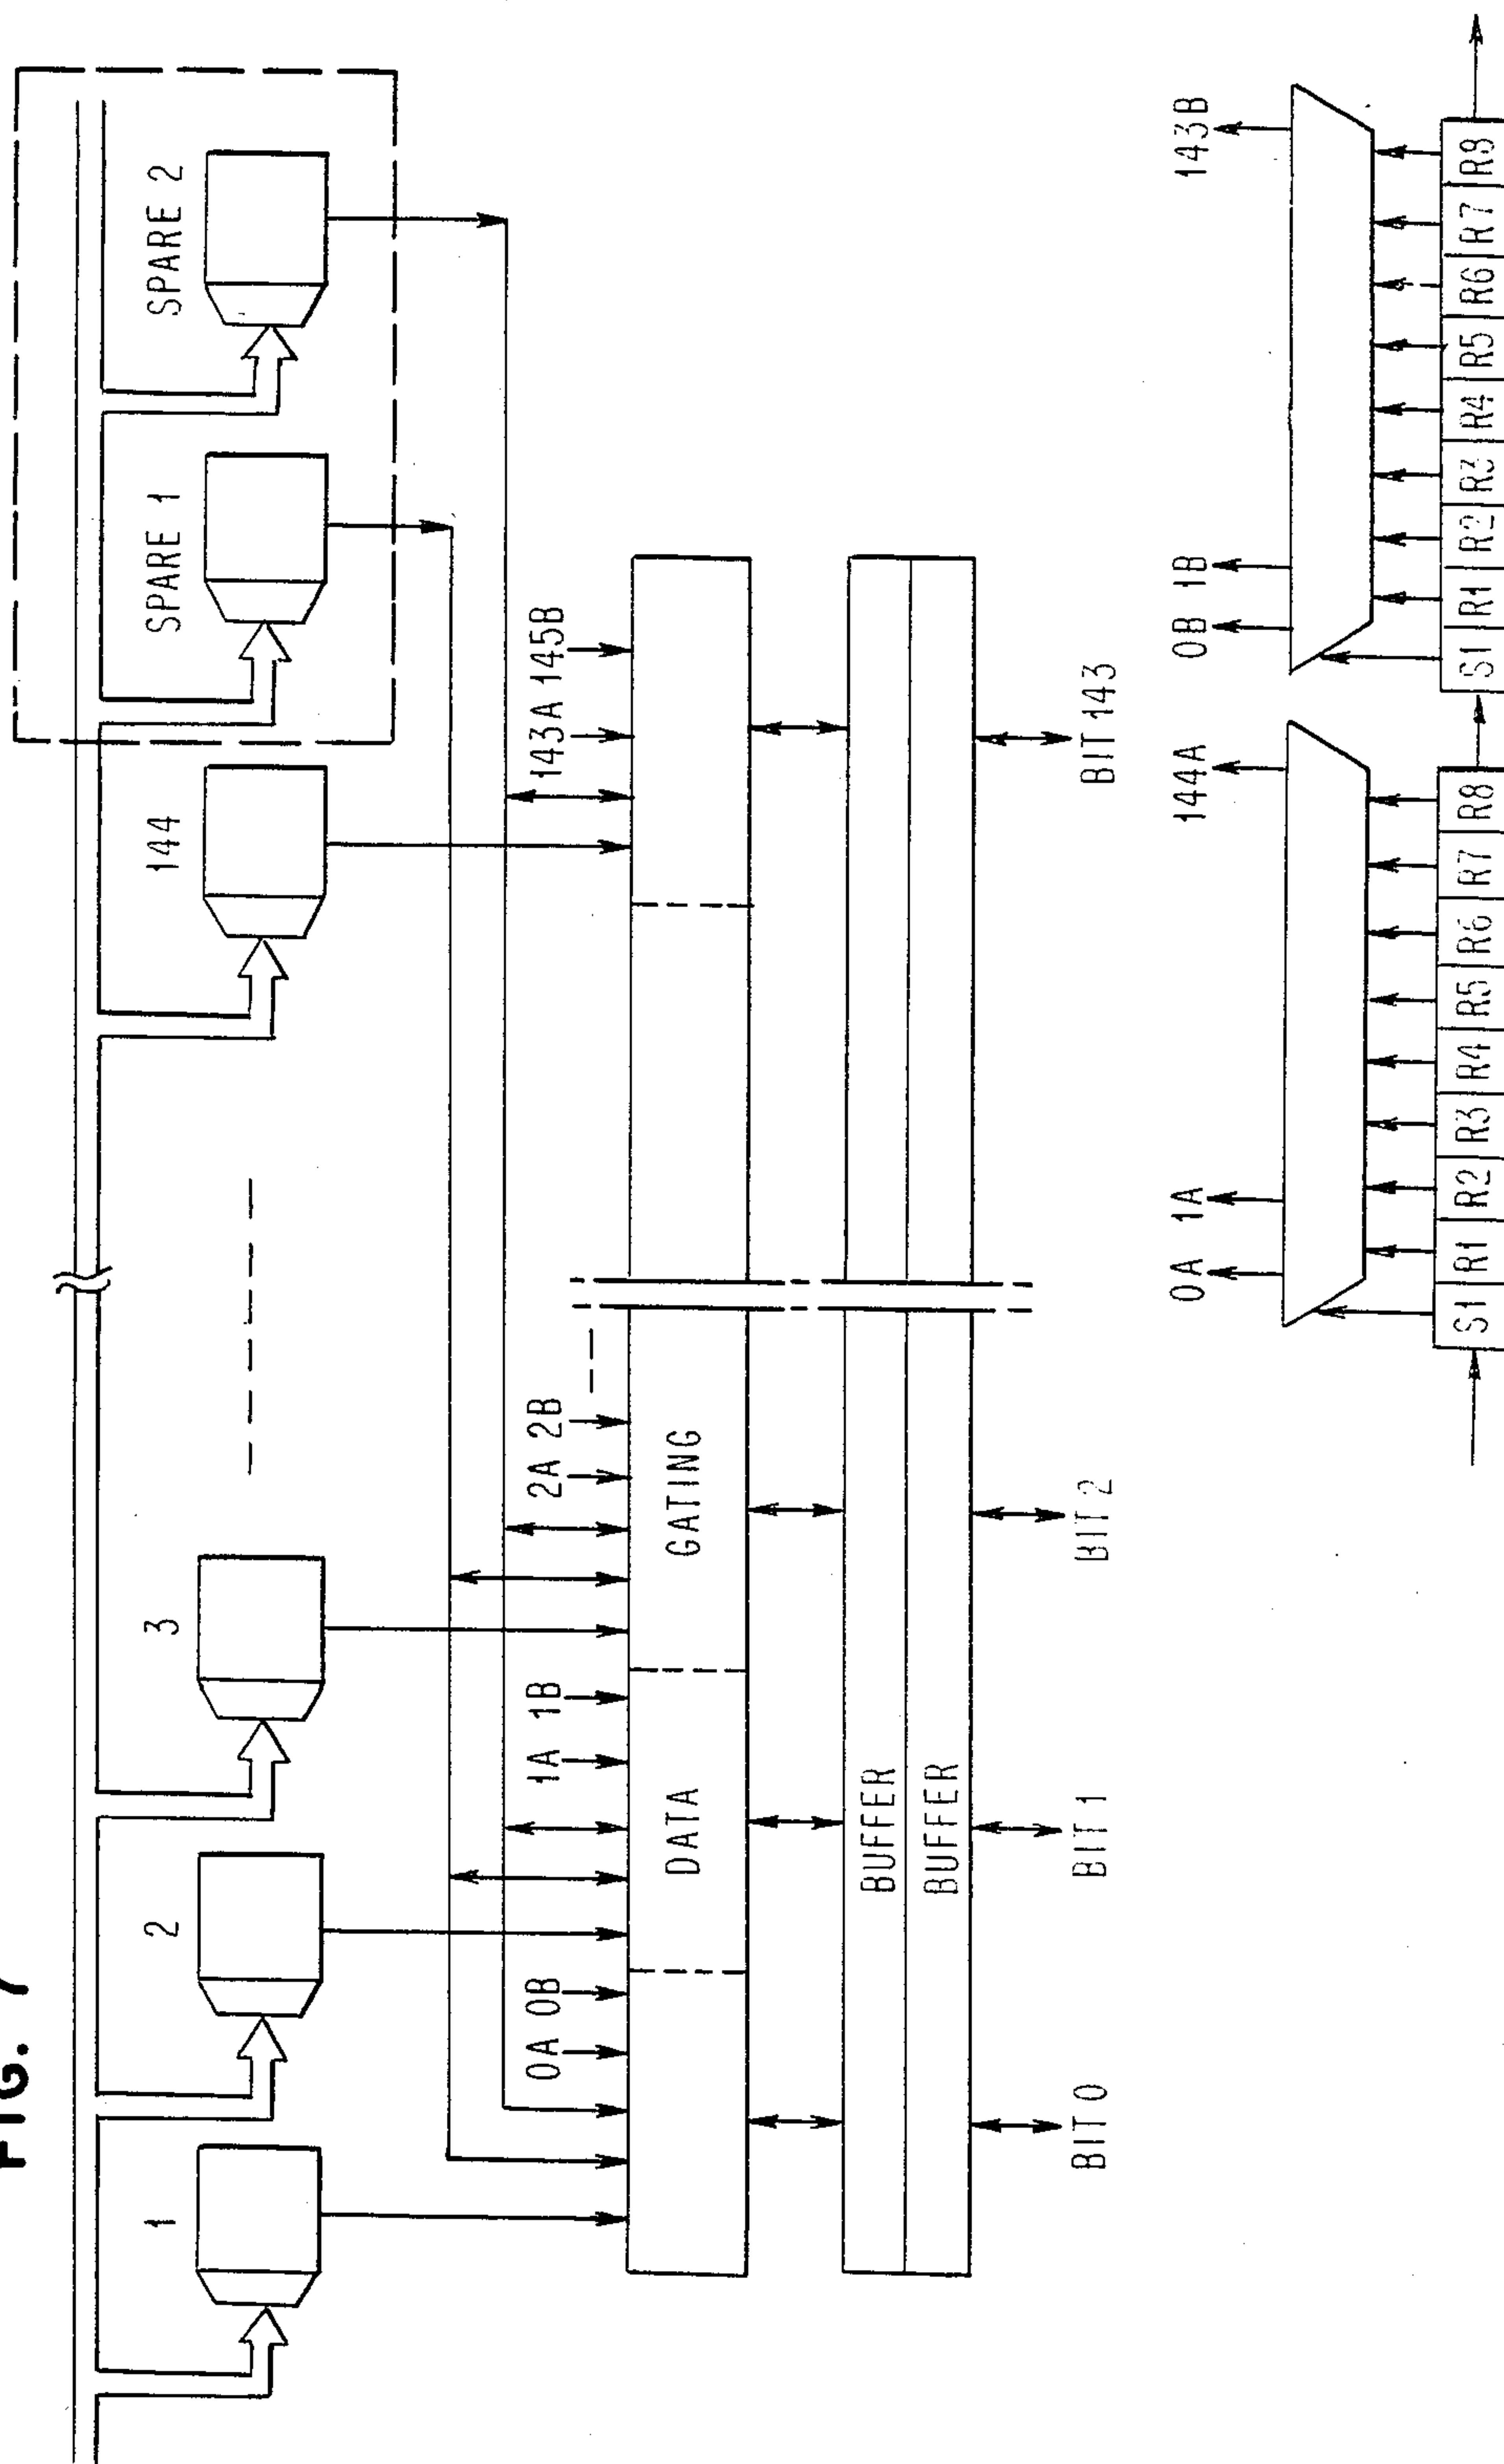 FIG. 7
1
2
3
144
SPARE 1
SPARE 2
0A 0B
1A 1B
2A 2B
143A 145B
DATA
GATING
BUFFER
BUFFER
BIT 0
BIT 1
BIT 2
BIT 143
0A 1A
144A
0B 1B
143B
S1 R1 R2 R3 R4 R5 R6 R7 R8
S1 R1 R2 R3 R4 R5 R6 R7 R8